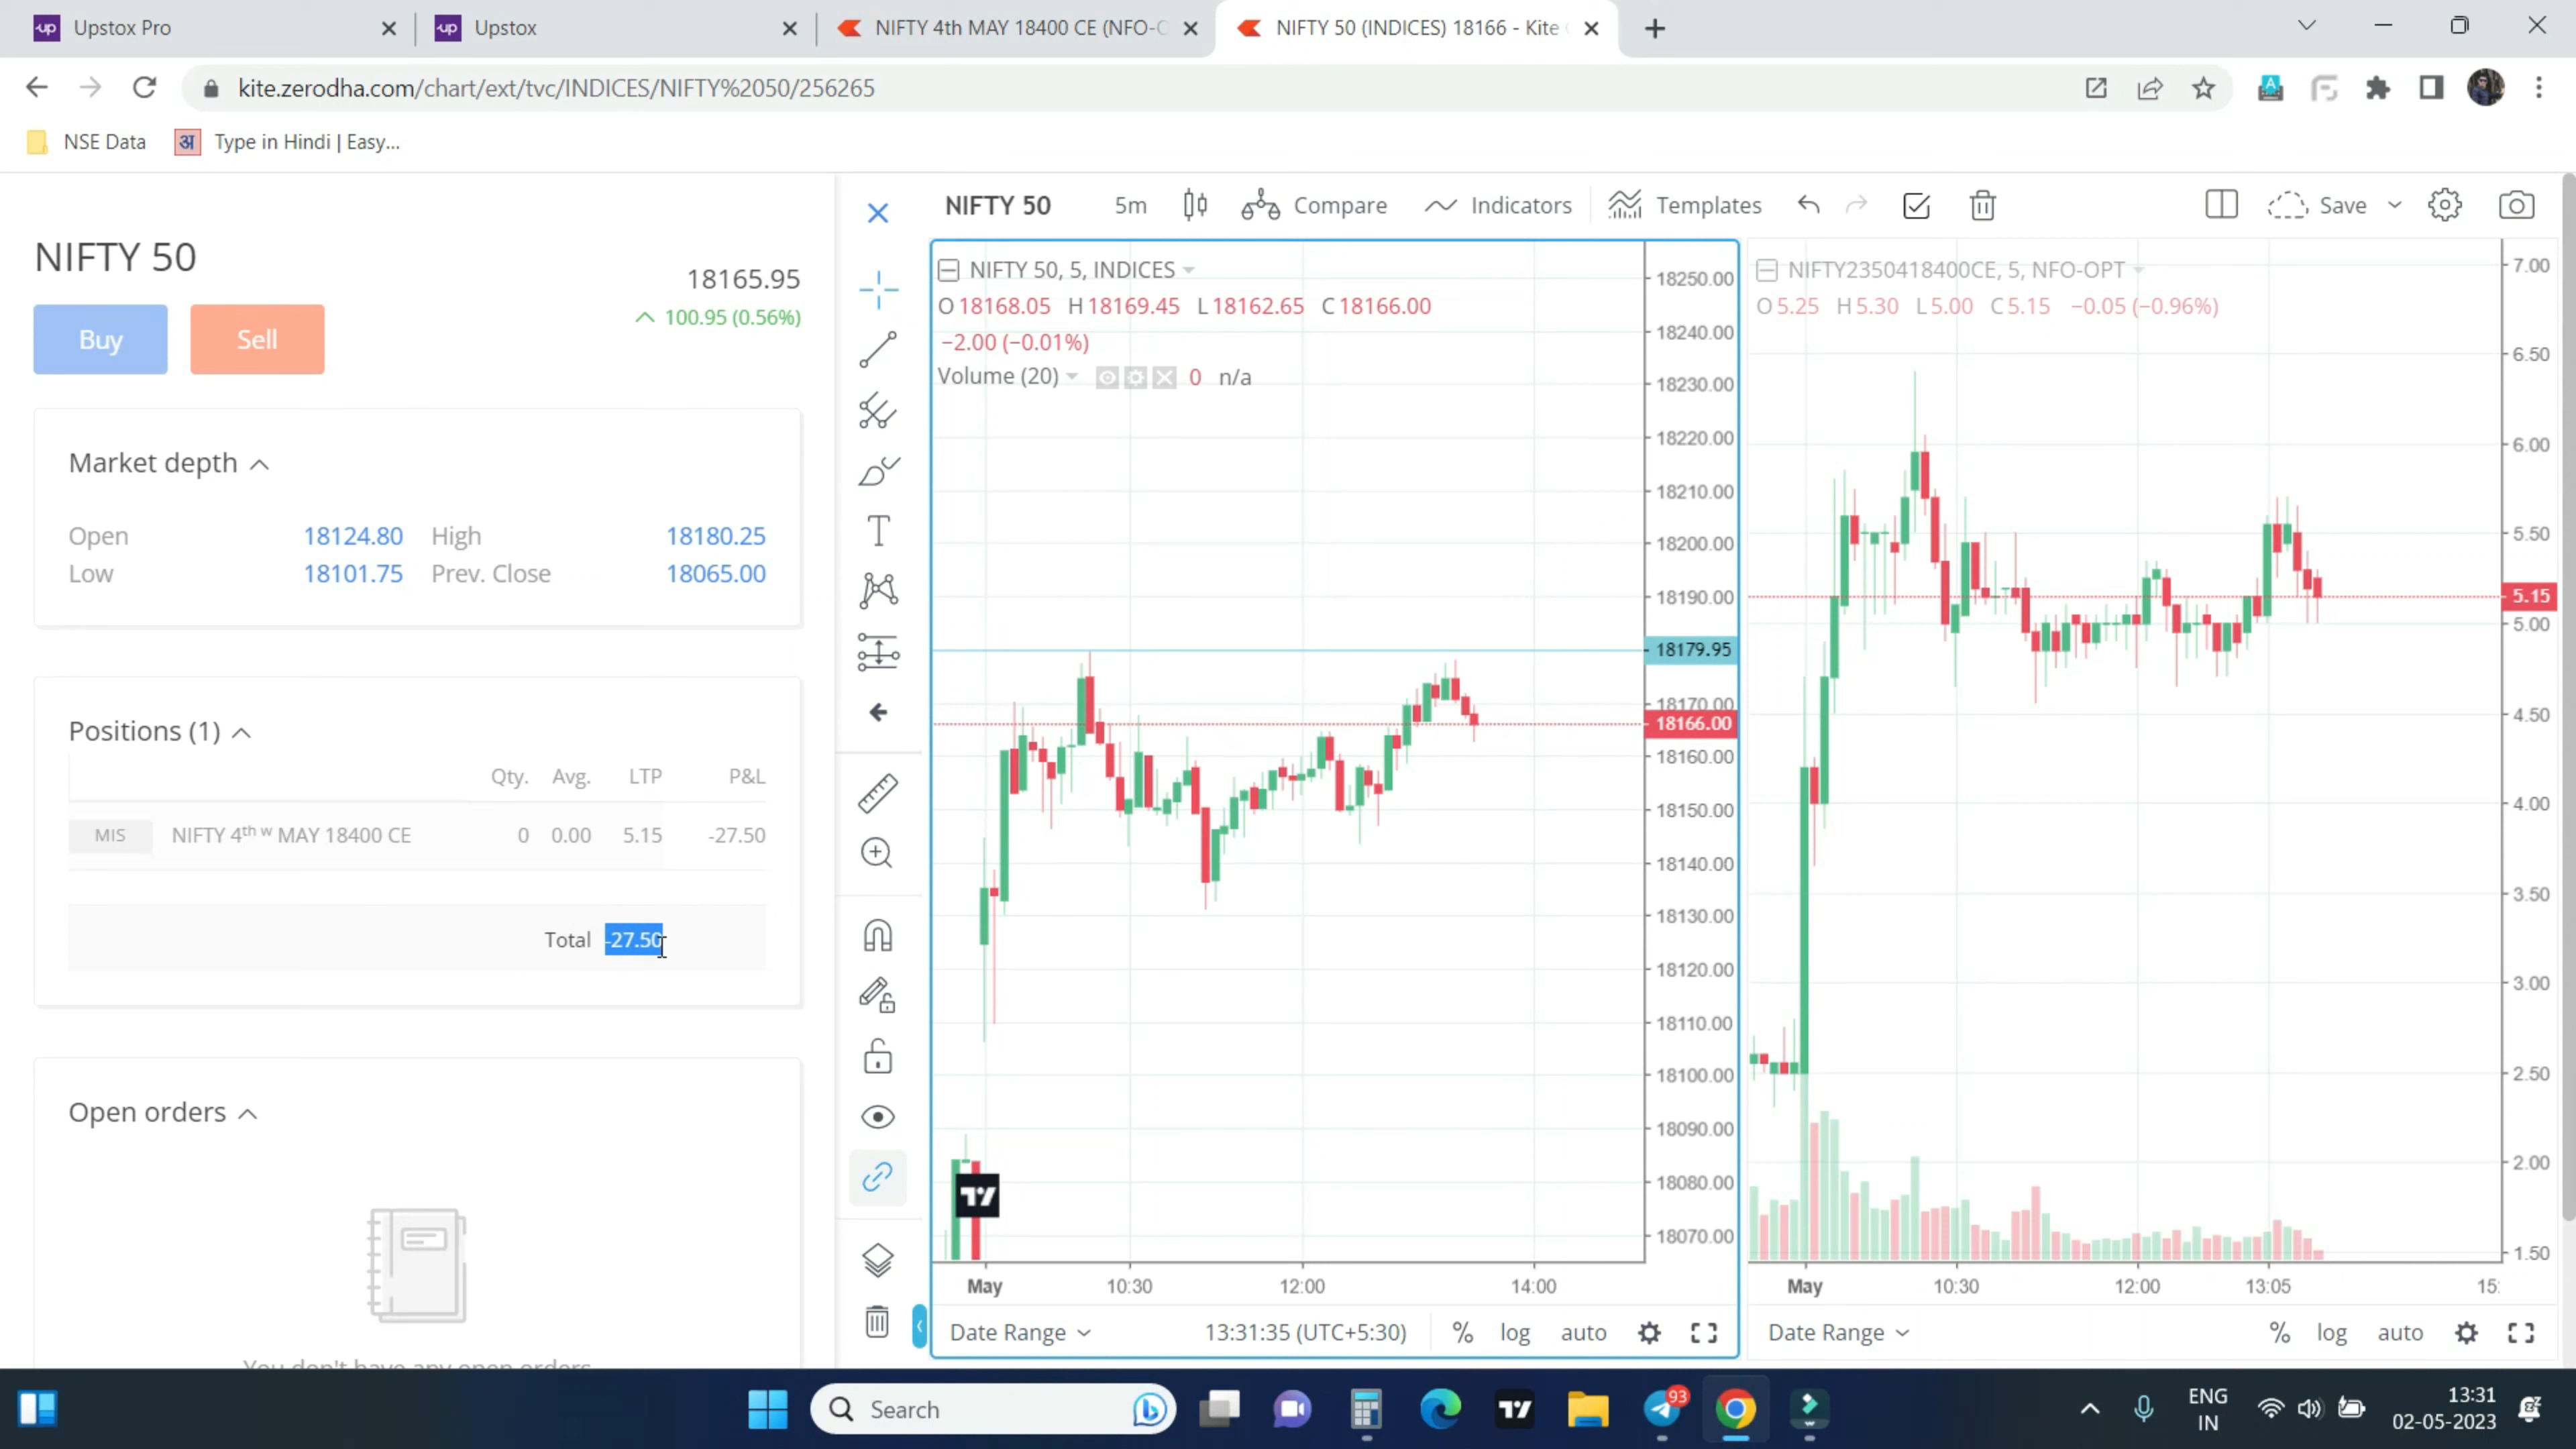 Upstox Pro
Upstox
NIFTY 4th MAY 18400 CE (NFO-O
NIFTY 50 (INDICES) 18166 - Kite
kite.zerodha.com/chart/ext/tvc/INDICES/NIFTY%2050/256265
NSE Data
अ Type in Hindi | Easy...
NIFTY 50
18165.95
100.95 (0.56%)
Buy
Sell
Market depth
Open 18124.80 High 18180.25
Low 18101.75 Prev. Close 18065.00
Positions (1)
Qty. Avg. LTP P&L
MIS NIFTY 4th w MAY 18400 CE 0 0.00 5.15 -27.50
Total -27.50
Open orders
You don't have any open orders
NIFTY 50 5m Compare Indicators Templates Save
NIFTY 50, 5, INDICES
O 18168.05 H 18169.45 L 18162.65 C 18166.00
−2.00 (−0.01%)
Volume (20) 0 n/a
18250.00
18240.00
18230.00
18220.00
18210.00
18200.00
18190.00
18179.95
18170.00
18166.00
18160.00
18150.00
18140.00
18130.00
18120.00
18110.00
18100.00
18090.00
18080.00
18070.00
May 10:30 12:00 14:00
Date Range 13:31:35 (UTC+5:30) % log auto
NIFTY2350418400CE, 5, NFO-OPT
O 5.25 H 5.30 L 5.00 C 5.15 −0.05 (−0.96%)
7.00
6.50
6.00
5.50
5.15
5.00
4.50
4.00
3.50
3.00
2.50
2.00
1.50
May 10:30 12:00 13:05 15:
Date Range % log auto
Search
93
ENG
IN
13:31
02-05-2023